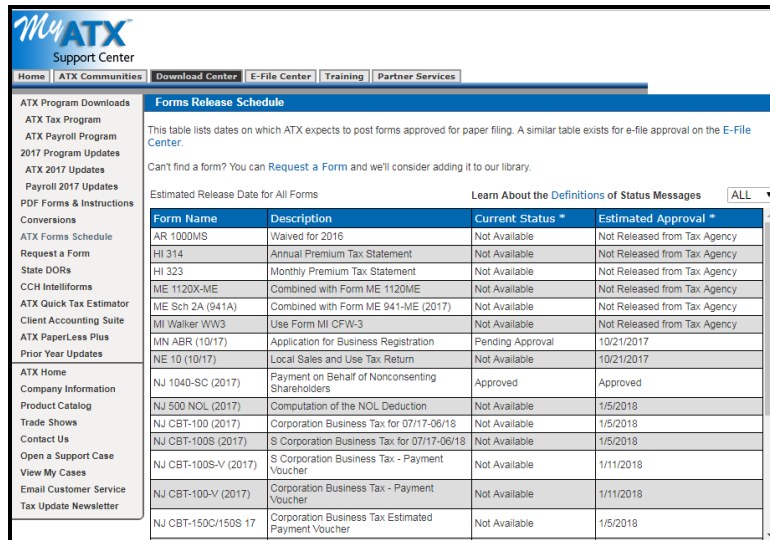 MyATX
Support Center
Home
ATX Communities
Download Center
E-File Center
Training
Partner Services
ATX Program Downloads
ATX Tax Program
ATX Payroll Program
2017 Program Updates
ATX 2017 Updates
Payroll 2017 Updates
PDF Forms & Instructions
Conversions
ATX Forms Schedule
Request a Form
State DORs
CCH Intelliforms
ATX Quick Tax Estimator
Client Accounting Suite
ATX PaperLess Plus
Prior Year Updates
ATX Home
Company Information
Product Catalog
Trade Shows
Contact Us
Open a Support Case
View My Cases
Email Customer Service
Tax Update Newsletter
Forms Release Schedule
This table lists dates on which ATX expects to post forms approved for paper filing. A similar table exists for e-file approval on the E-File
Center.
Can't find a form? You can Request a Form and we'll consider adding it to our library.
Estimated Release Date for All Forms
Learn About the Definitions of Status Messages
ALL
Form Name Description Current Status * Estimated Approval *
AR 1000MS Waived for 2016 Not Available Not Released from Tax Agency
HI 314 Annual Premium Tax Statement Not Available Not Released from Tax Agency
HI 323 Monthly Premium Tax Statement Not Available Not Released from Tax Agency
ME 1120X-ME Combined with Form ME 1120ME Not Available Not Released from Tax Agency
ME Sch 2A (941A) Combined with Form ME 941-ME (2017) Not Available Not Released from Tax Agency
MI Walker WW3 Use Form MI CFW-3 Not Available Not Released from Tax Agency
MN ABR (10/17) Application for Business Registration Pending Approval 10/21/2017
NE 10 (10/17) Local Sales and Use Tax Return Not Available 10/21/2017
NJ 1040-SC (2017) Payment on Behalf of Nonconsenting
Shareholders Approved Approved
NJ 500 NOL (2017) Computation of the NOL Deduction Not Available 1/5/2018
NJ CBT-100 (2017) Corporation Business Tax for 07/17-06/18 Not Available 1/5/2018
NJ CBT-100S (2017) S Corporation Business Tax for 07/17-06/18 Not Available 1/5/2018
NJ CBT-100S-V (2017) S Corporation Business Tax - Payment
Voucher Not Available 1/11/2018
NJ CBT-100-V (2017) Corporation Business Tax - Payment
Voucher Not Available 1/11/2018
NJ CBT-150C/150S 17 Corporation Business Tax Estimated
Payment Voucher Not Available 1/5/2018